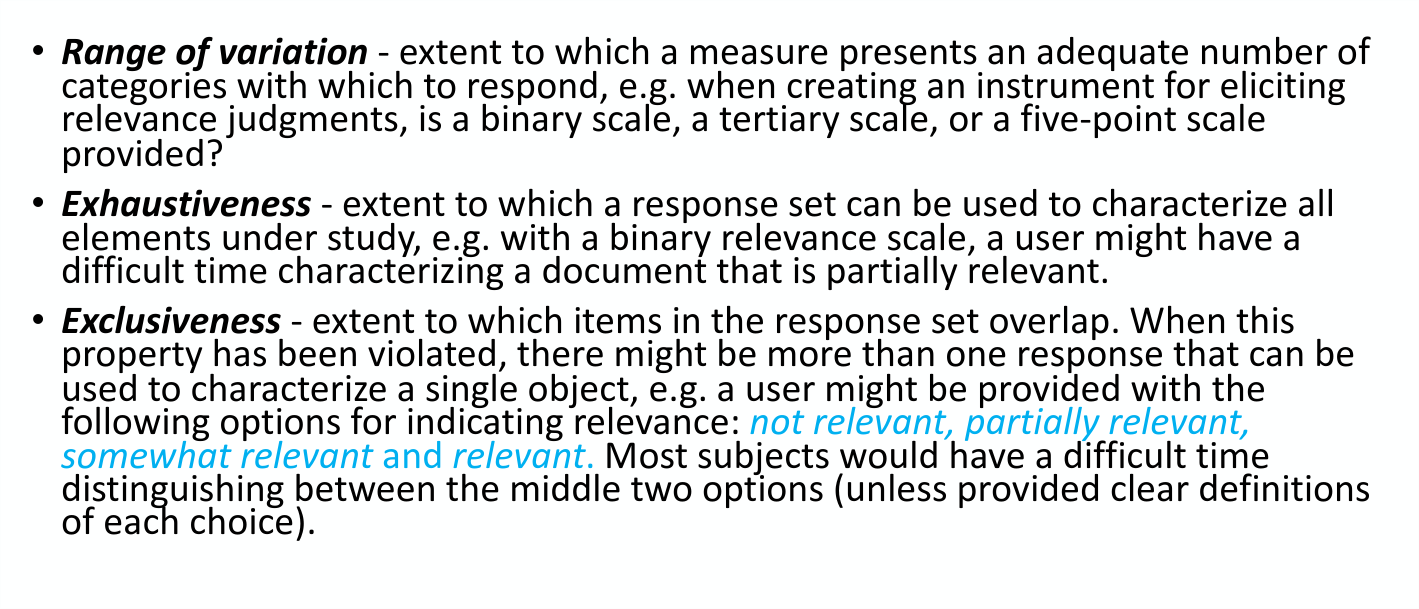 • Range of variation - extent to which a measure presents an adequate number of
categories with which to respond, e.g. when creating an instrument for eliciting
relevance judgments, is a binary scale, a tertiary scale, or a five-point scale
provided?
• Exhaustiveness - extent to which a response set can be used to characterize all
elements under study, e.g. with a binary relevance scale, a user might have a
difficult time characterizing a document that is partially relevant.
• Exclusiveness - extent to which items in the response set overlap. When this
property has been violated, there might be more than one response that can be
used to characterize a single object, e.g. a user might be provided with the
following options for indicating relevance: not relevant, partially relevant,
somewhat relevant and relevant. Most subjects would have a difficult time
distinguishing between the middle two options (unless provided clear definitions
of each choice).